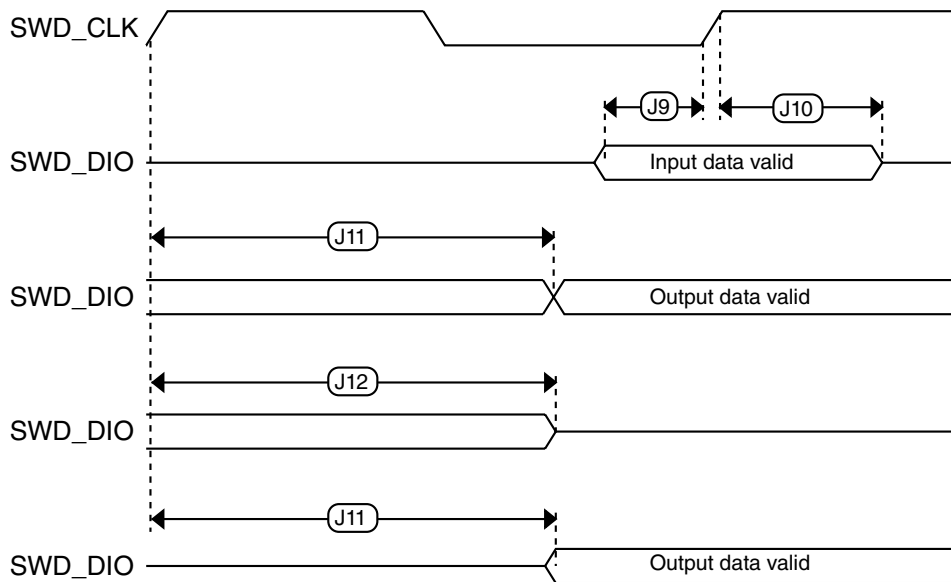 SWD_CLK
J9
J10
SWD_DIO
Input data valid
J11
SWD_DIO
Output data valid
J12
SWD_DIO
J11
SWD_DIO
Output data valid